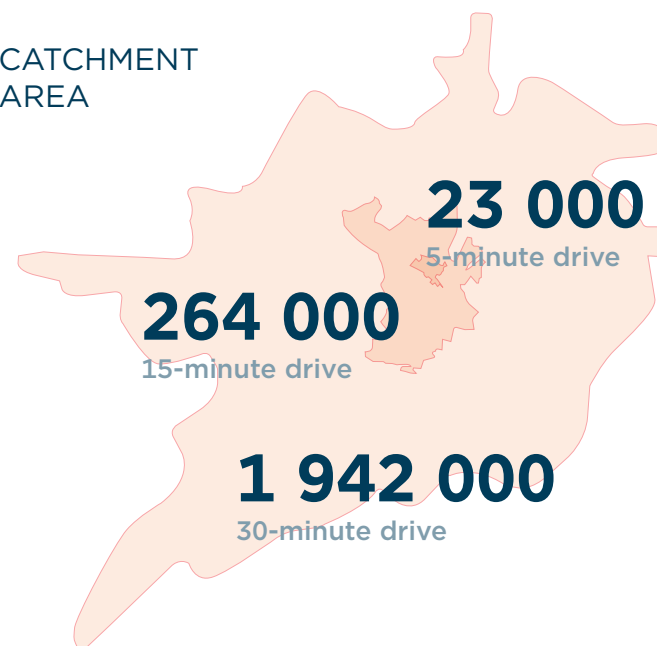 CATCHMENT
AREA
23 000
5-minute drive
264 000
15-minute drive
1 942 000
30-minute drive